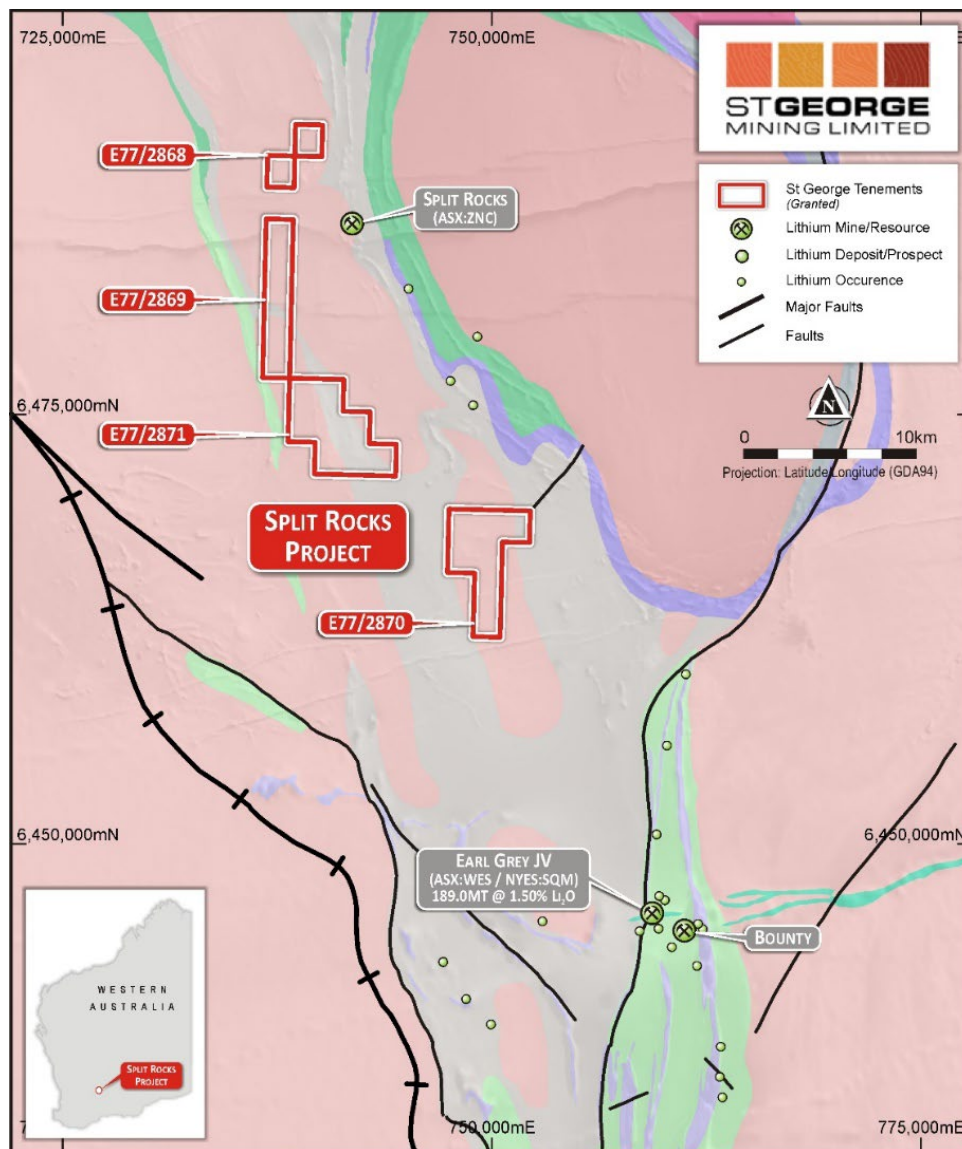 725,000mE
750,000mE
ST GEORGE
MINING LIMITED
E77/2868
SPLIT ROCKS
(ASX:ZNC)
St George Tenements
(Granted)
Lithium Mine/Resource
Lithium Deposit/Prospect
Lithium Occurence
Major Faults
Faults
E77/2869
N
6,475,000mN
E77/2871
0 10km
Projection: Latitude/Longitude (GDA94)
SPLIT ROCKS
PROJECT
E77/2870
6,450,000mN
6,450,000mN
EARL GREY JV
(ASX:WES / NYES:SQM)
189.0MT @ 1.50% Li₂O
BOUNTY
WESTERN
AUSTRALIA
SPLIT ROCKS
PROJECT
750,000mE
775,000mE